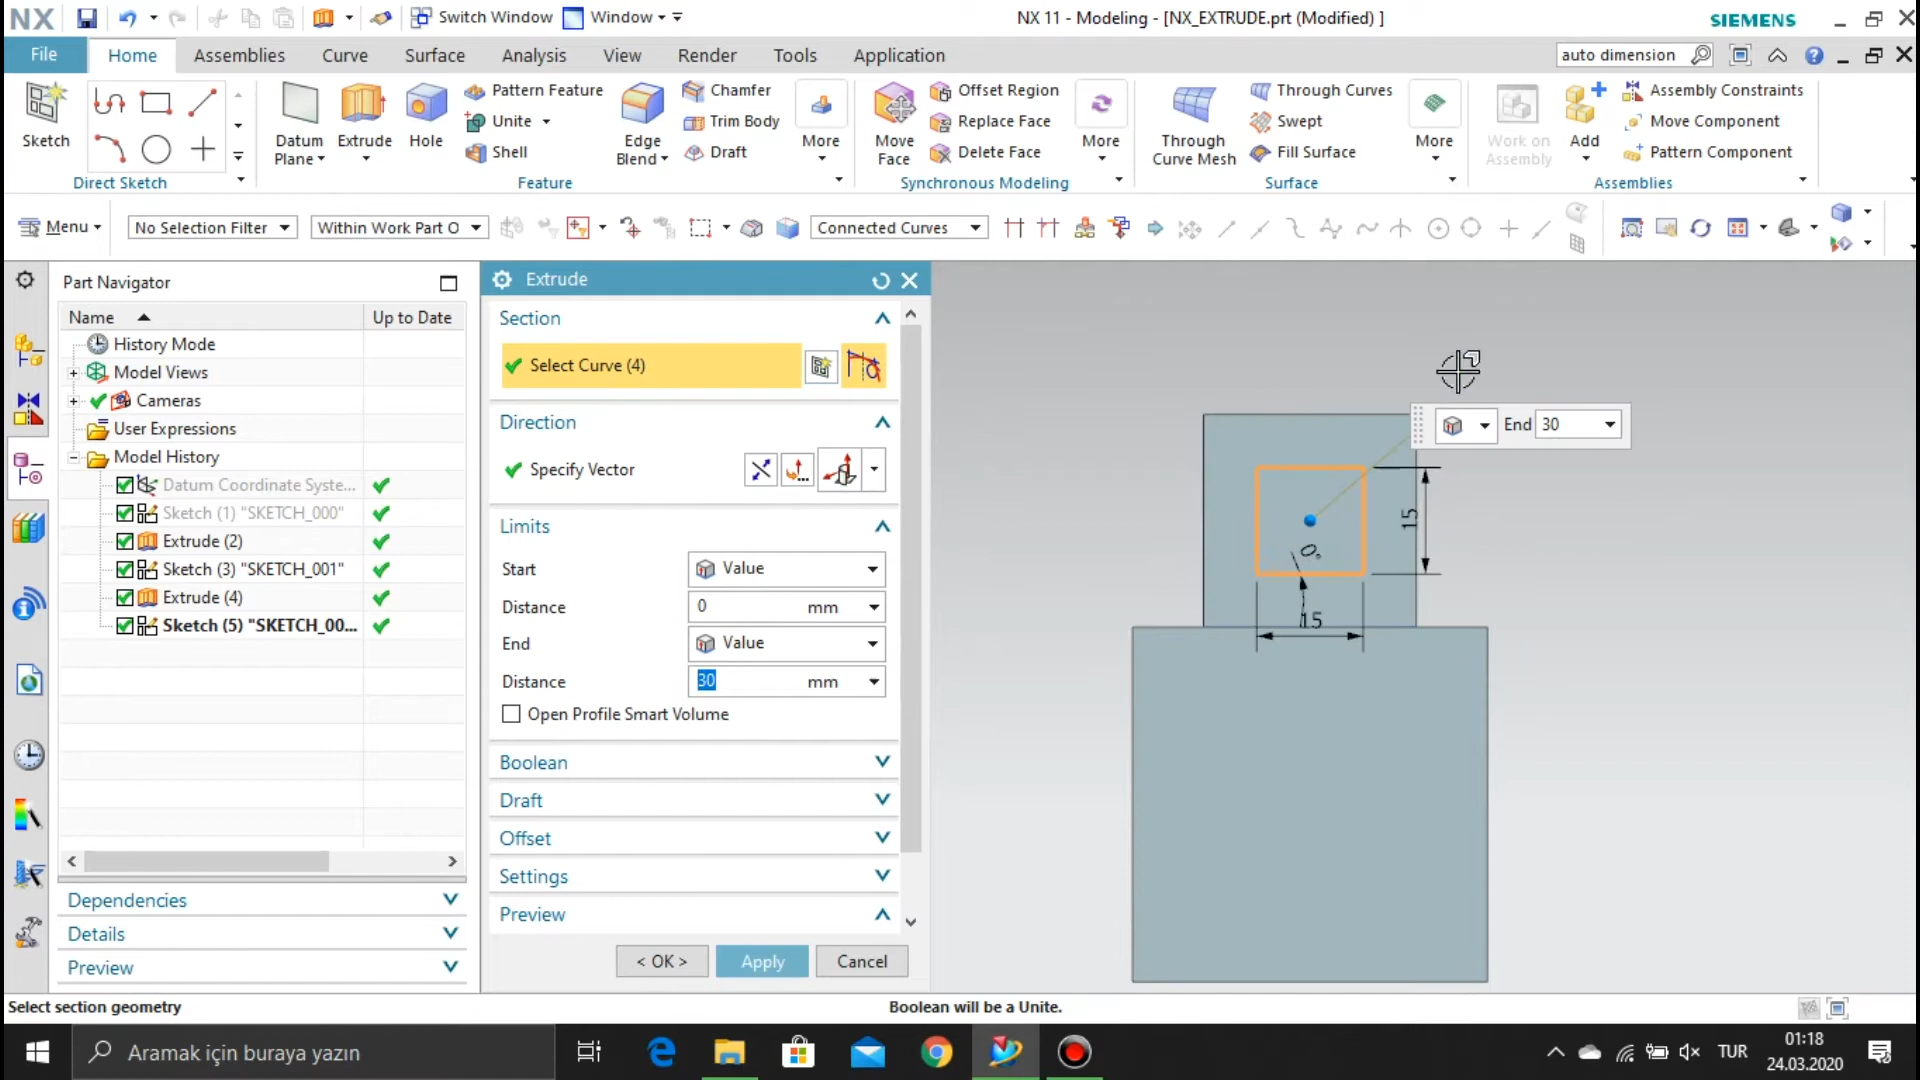 NX
Switch Window
Window
NX 11 - Modeling - [NX_EXTRUDE.prt (Modified) ]
SIEMENS
File
Home
Assemblies
Curve
Surface
Analysis
View
Render
Tools
Application
auto dimension
Sketch
Direct Sketch
Datum Plane
Extrude
Hole
Pattern Feature
Unite
Shell
Edge Blend
Chamfer
Trim Body
Draft
More
Feature
Move Face
Offset Region
Replace Face
Delete Face
More
Synchronous Modeling
Through Curve Mesh
Through Curves
Swept
Fill Surface
More
Surface
Work on Assembly
Add
Assembly Constraints
Move Component
Pattern Component
Assemblies
Menu
No Selection Filter
Within Work Part O
Connected Curves
Part Navigator
Name
Up to Date
History Mode
Model Views
Cameras
User Expressions
Model History
Datum Coordinate Syste...
Sketch (1) "SKETCH_000"
Extrude (2)
Sketch (3) "SKETCH_001"
Extrude (4)
Sketch (5) "SKETCH_00...
Dependencies
Details
Preview
Extrude
Section
Select Curve (4)
Direction
Specify Vector
Limits
Start
Value
Distance
0 mm
End
Value
Distance
30 mm
Open Profile Smart Volume
Boolean
Draft
Offset
Settings
Preview
< OK >
Apply
Cancel
End 30
15
0
15
Select section geometry
Boolean will be a Unite.
Aramak için buraya yazın
TUR
01:18
24.03.2020